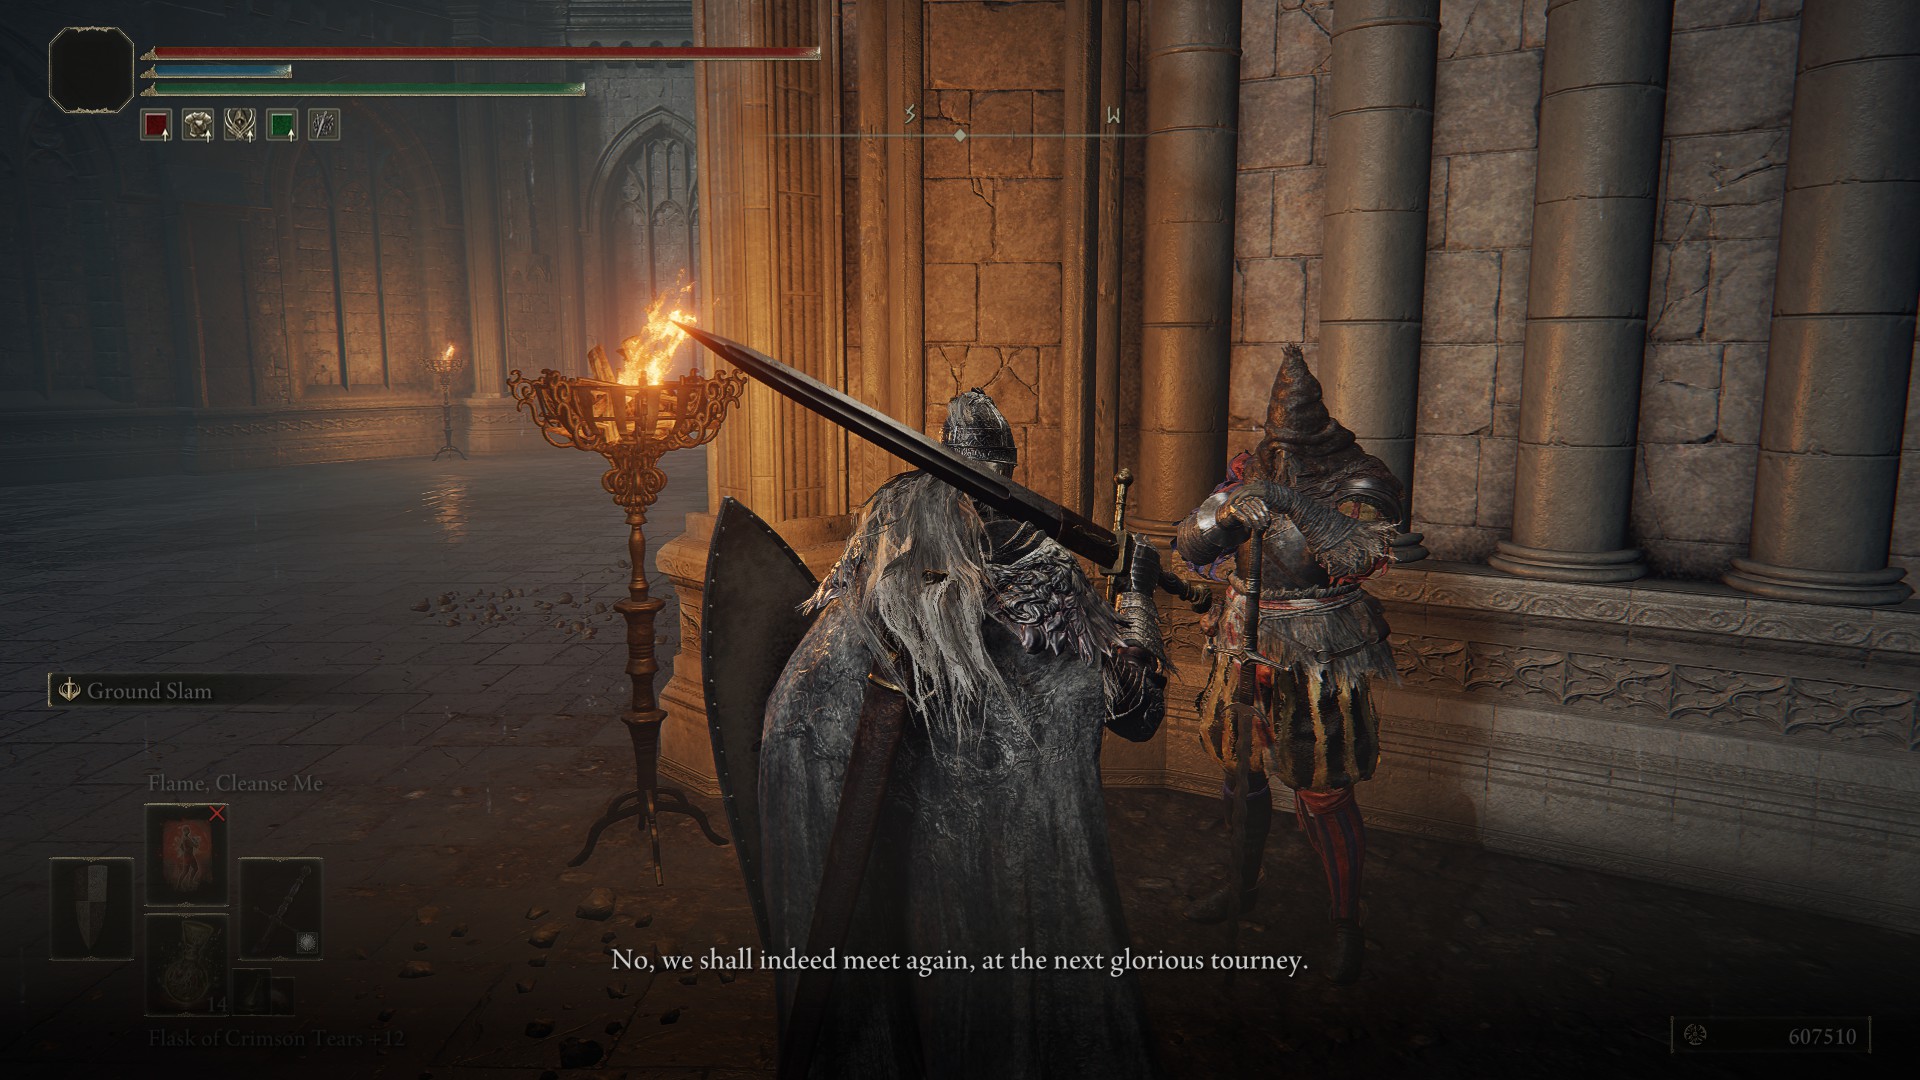 S W
Ground Slam
Flame, Cleanse Me
14
No, we shall indeed meet again, at the next glorious tourney.
Flask of Crimson Tears +12
607510